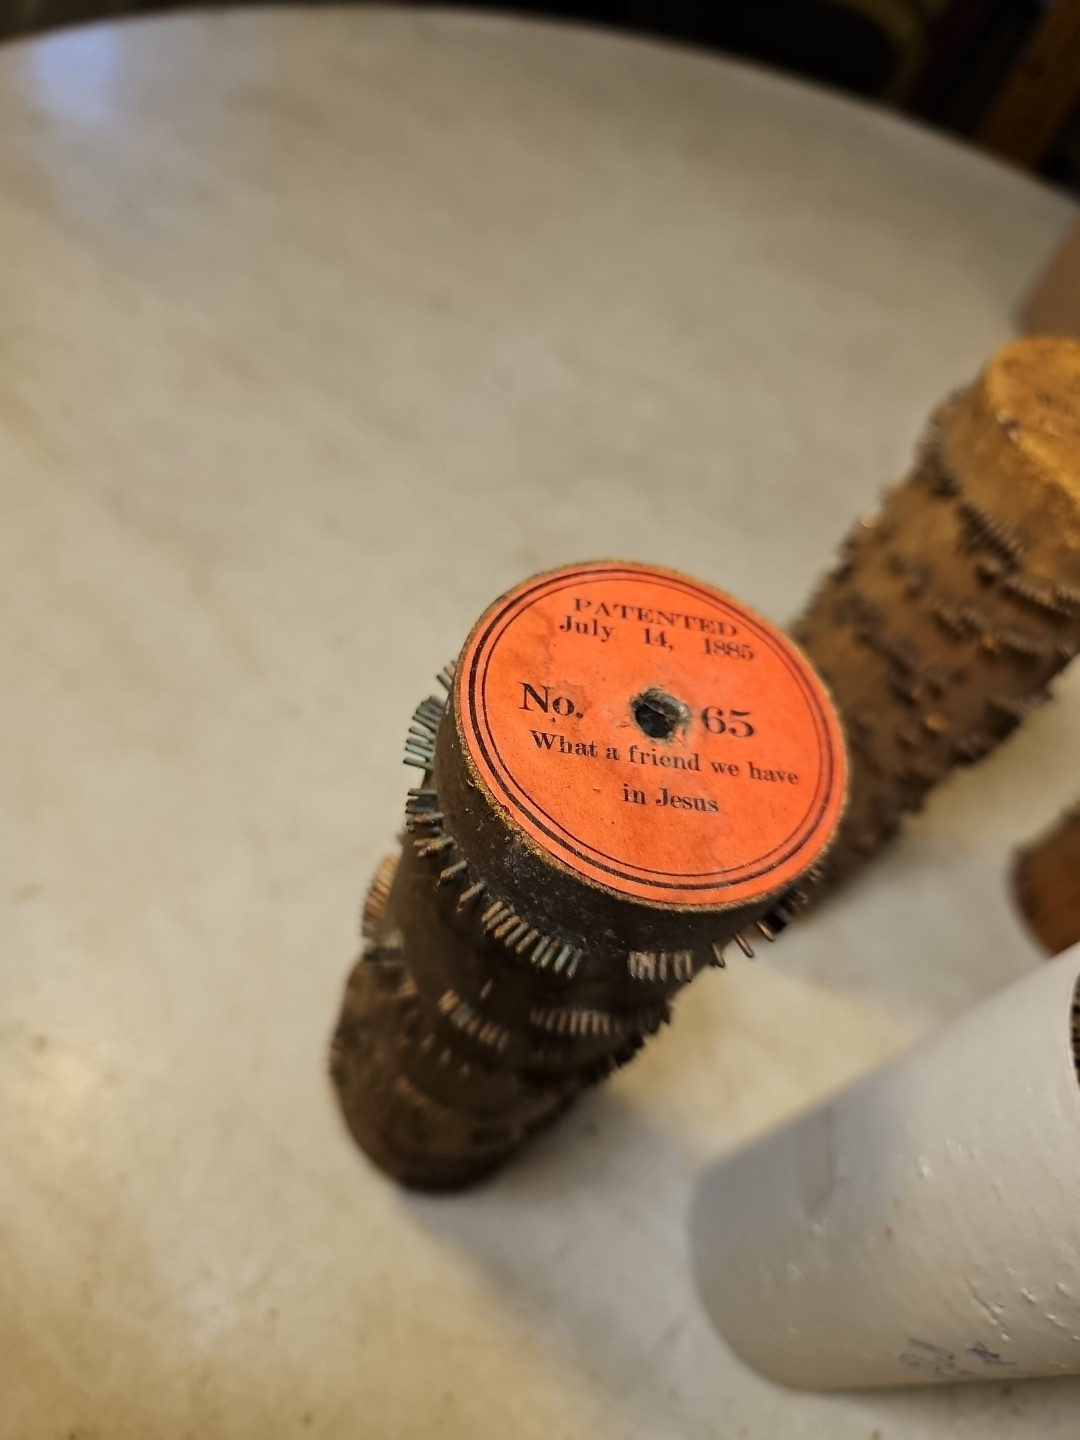 PATENTED
July 14, 1885
No. 65
What a friend we have
in Jesus